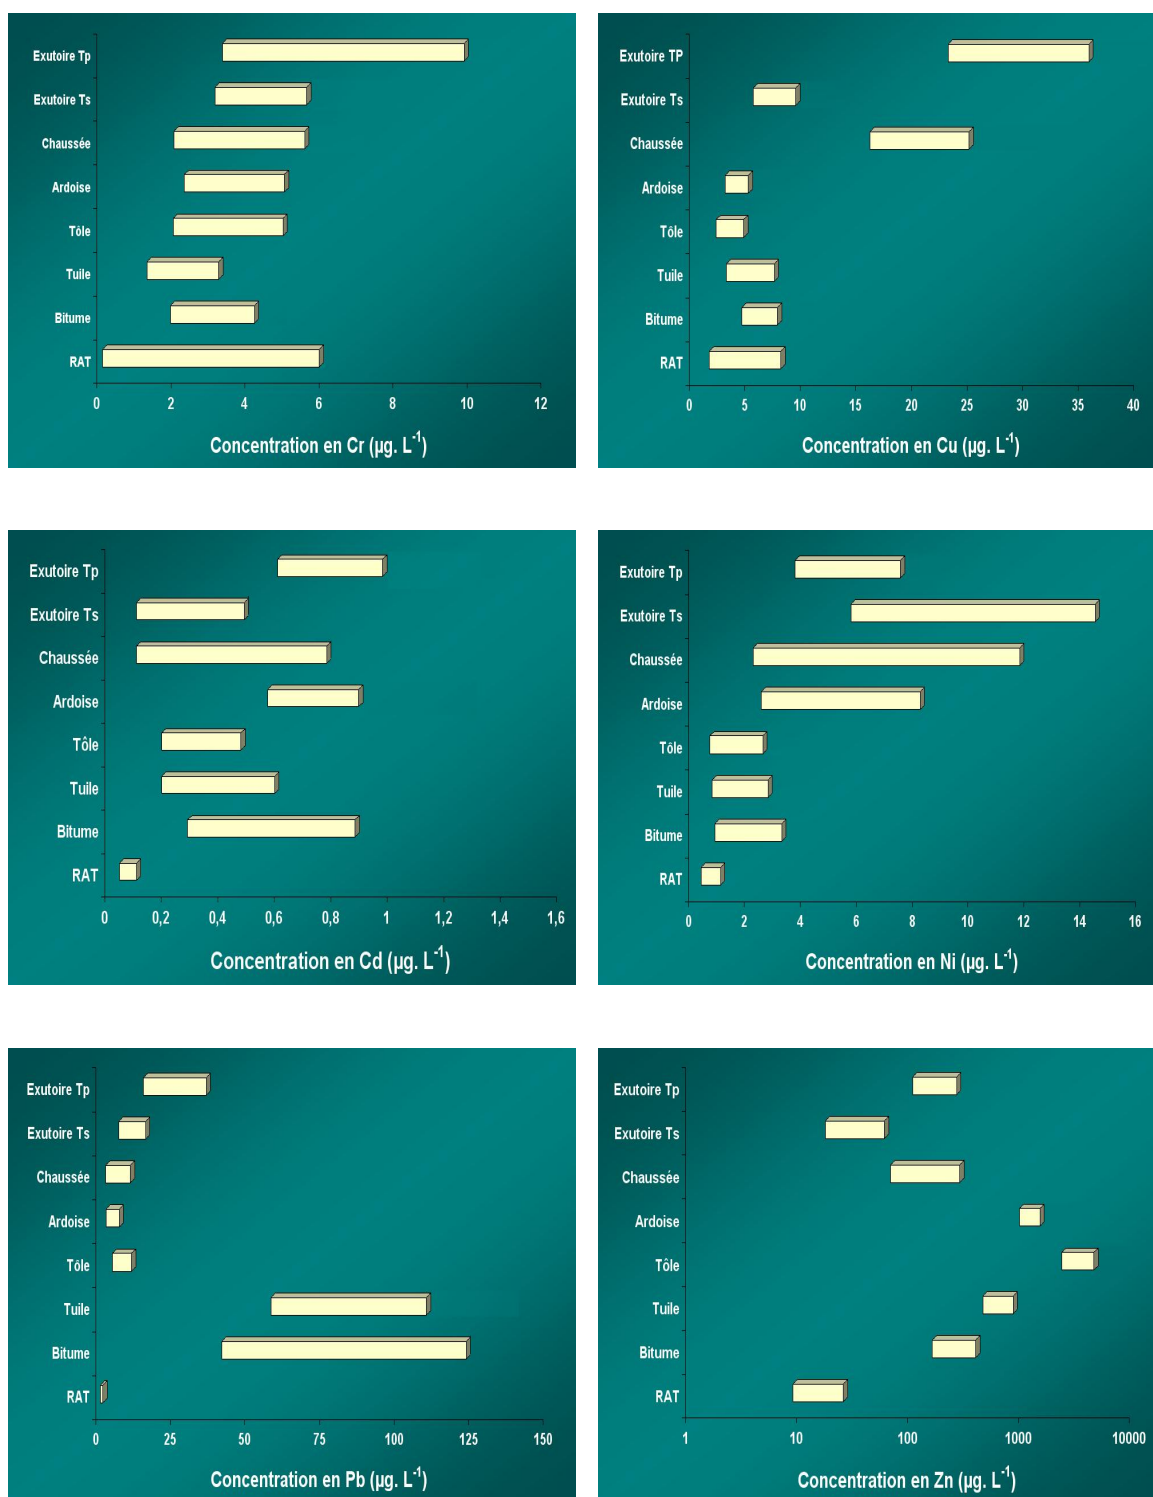 Exutoire Tp
Exutoire Ts
Chaussée
Ardoise
Tôle
Tuile
Bitume
RAT
0 2 4 6 8 10 12
Concentration en Cr (µg. L-1)
Exutoire TP
Exutoire Ts
Chaussée
Ardoise
Tôle
Tuile
Bitume
RAT
0 5 10 15 20 25 30 35 40
Concentration en Cu (µg. L-1)
Exutoire Tp
Exutoire Ts
Chaussée
Ardoise
Tôle
Tuile
Bitume
RAT
0 0,2 0,4 0,6 0,8 1 1,2 1,4 1,6
Concentration en Cd (µg. L-1)
Exutoire Tp
Exutoire Ts
Chaussée
Ardoise
Tôle
Tuile
Bitume
RAT
0 2 4 6 8 10 12 14 16
Concentration en Ni (µg. L-1)
Exutoire Tp
Exutoire Ts
Chaussée
Ardoise
Tôle
Tuile
Bitume
RAT
0 25 50 75 100 125 150
Concentration en Pb (µg. L-1)
Exutoire Tp
Exutoire Ts
Chaussée
Ardoise
Tôle
Tuile
Bitume
RAT
1 10 100 1000 10000
Concentration en Zn (µg. L-1)